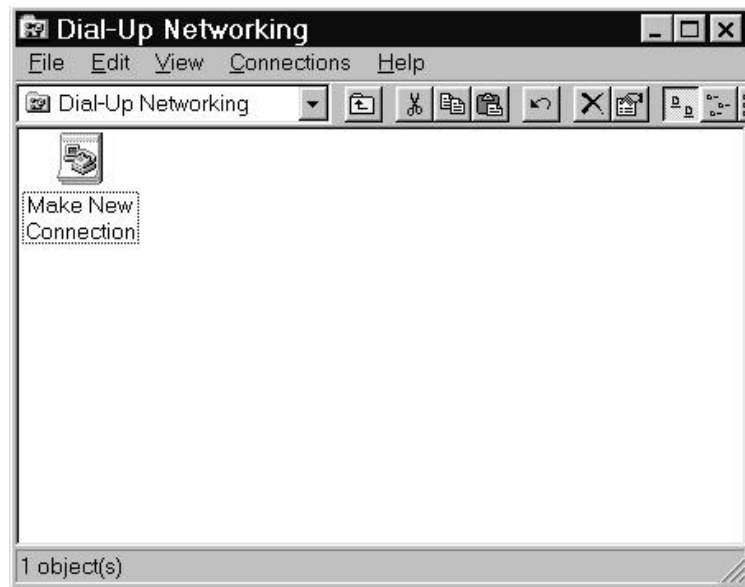 Dial-Up Networking
File Edit View Connections Help
Dial-Up Networking
Make New
Connection
1 object(s)